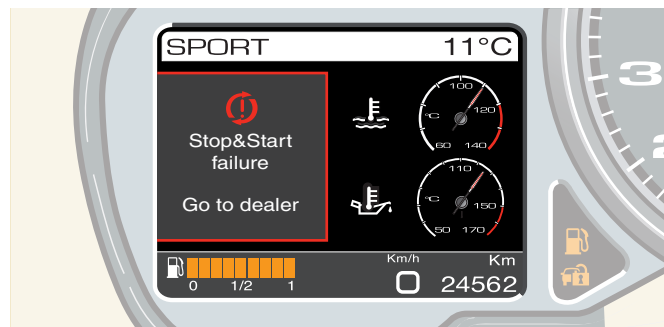 SPORT 11°C
Stop&Start
failure
Go to dealer
100
120
°C
60 140
110
°C
150
50 170
Km/h Km
0 1/2 1
0 24562
3
2